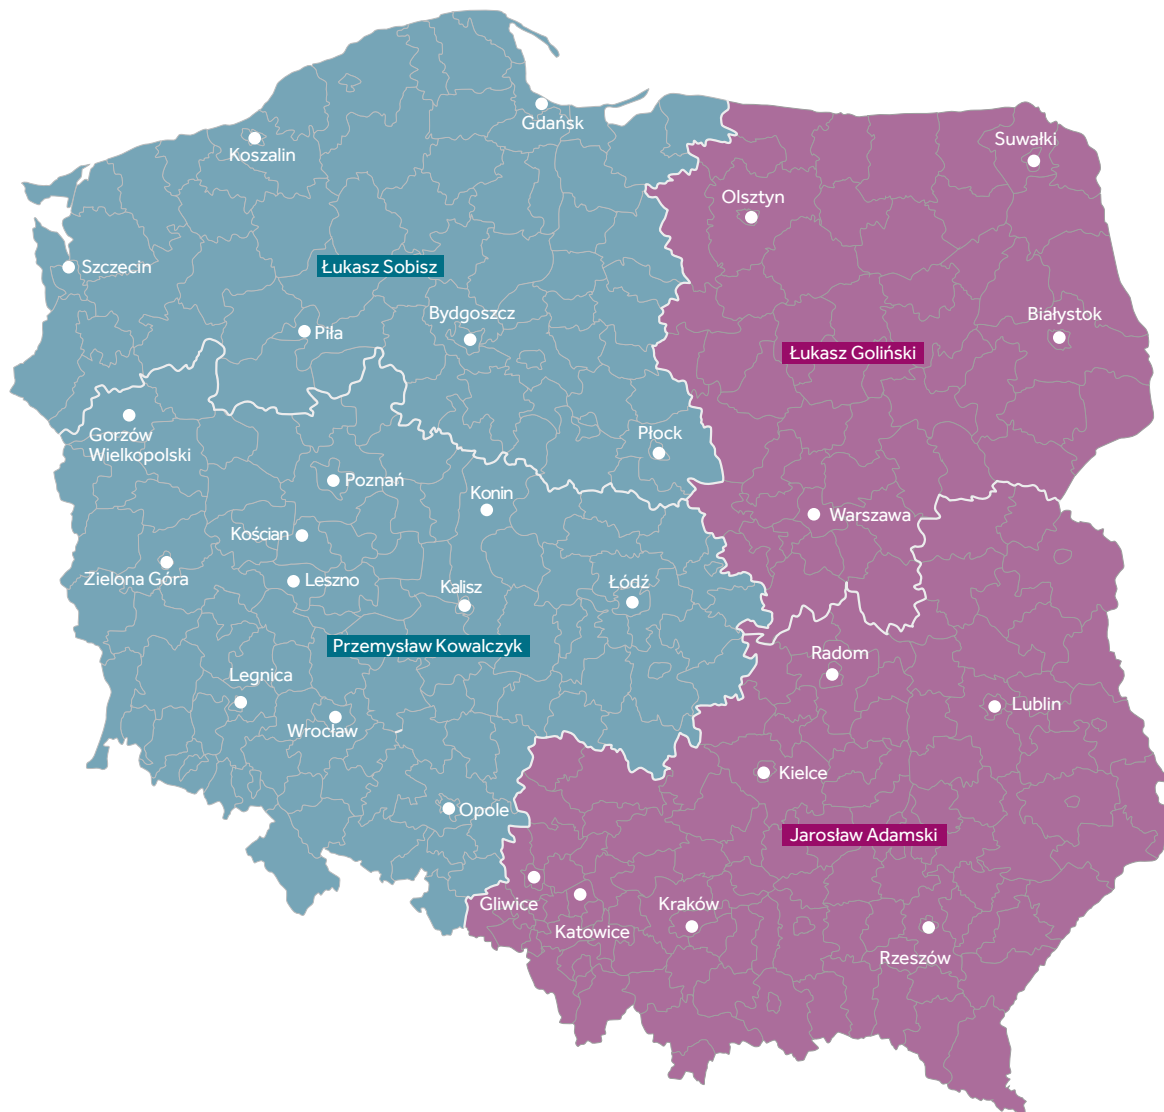 Gdańsk
Koszalin
Suwałki
Olsztyn
Szczecin
Łukasz Sobisz
Bydgoszcz
Białystok
Piła
Łukasz Goliński
Gorzów
Wielkopolski
Płock
Poznań
Konin
Warszawa
Kościan
Zielona Góra
Leszno
Kalisz
Łódź
Przemysław Kowalczyk
Radom
Legnica
Lublin
Wrocław
Kielce
Opole
Jarosław Adamski
Gliwice
Kraków
Katowice
Rzeszów